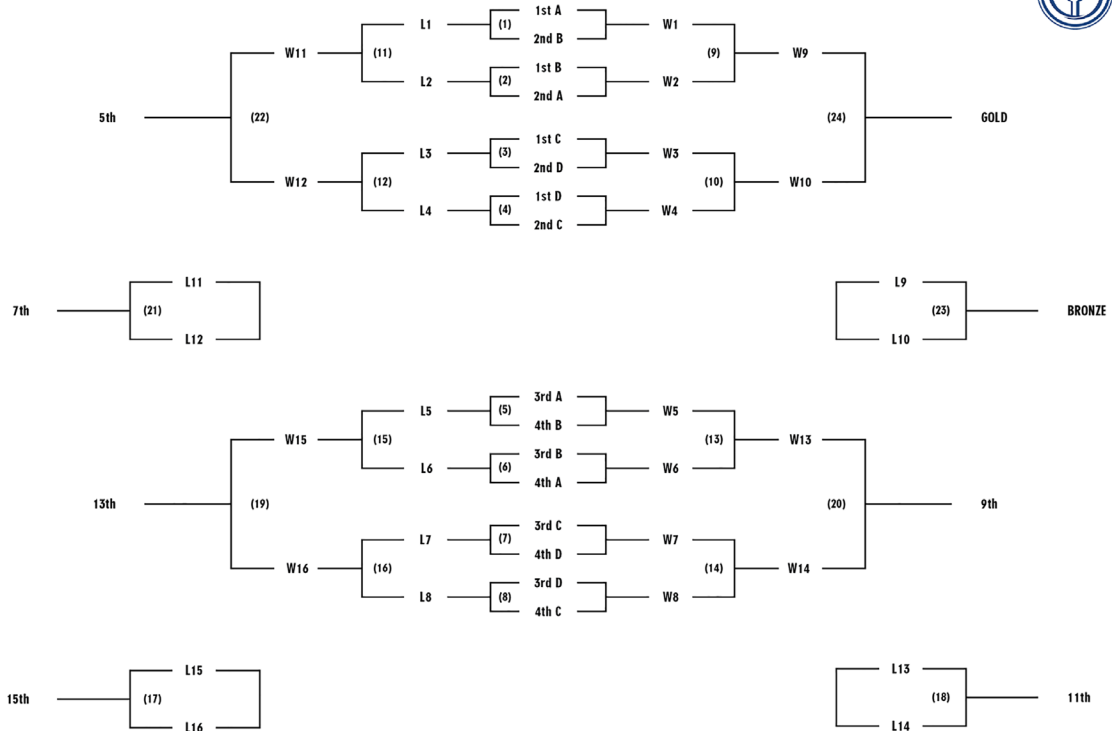 L1 (1) 1st A W1
2nd B
W11 (11) (9) W9
L2 (2) 1st B W2
2nd A
5th (22) (24) GOLD
L3 (3) 1st C W3
2nd D
W12 (12) (10) W10
L4 (4) 1st D W4
2nd C
L11 L9
7th (21) (23) BRONZE
L12 L10
L5 (5) 3rd A W5
4th B
W15 (15) (13) W13
L6 (6) 3rd B W6
4th A
13th (19) (20) 9th
L7 (7) 3rd C W7
4th D
W16 (16) (14) W14
L8 (8) 3rd D W8
4th C
L15 L13
15th (17) (18) 11th
L16 L14